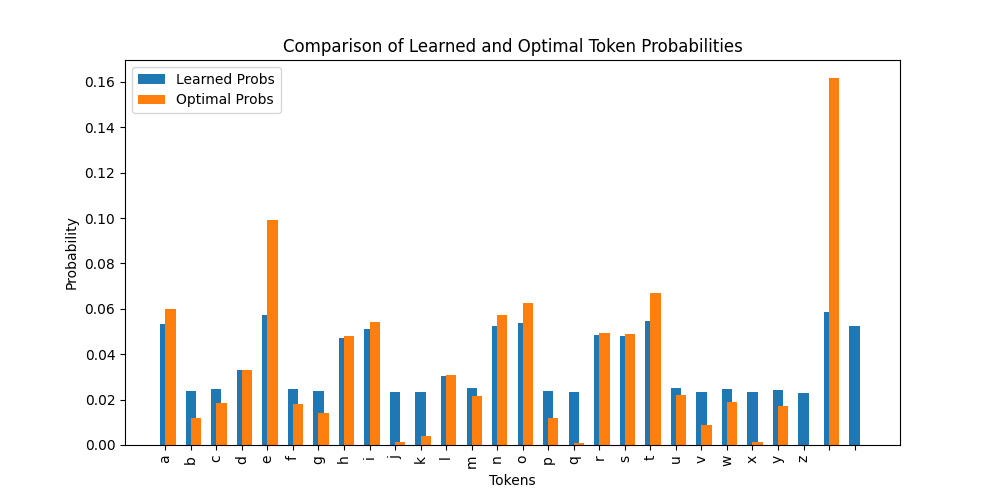 Comparison of Learned and Optimal Token Probabilities
Learned Probs
Optimal Probs
Probability
0.16
0.14
0.12
0.10
0.08
0.06
0.04
0.02
0.00
a b c d e f g h i j k l m n o p q r s t u v w x y z
Tokens